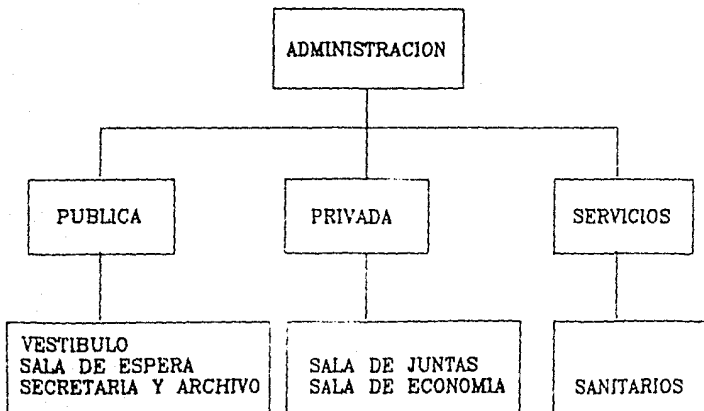 ADMINISTRACION
PUBLICA
PRIVADA
SERVICIOS
VESTIBULO
SALA DE ESPERA
SECRETARIA Y ARCHIVO
SALA DE JUNTAS
SALA DE ECONOMIA
SANITARIOS